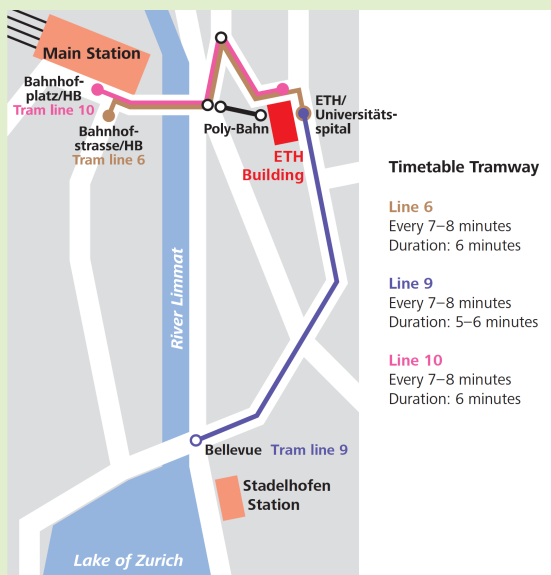 Main Station
Bahnhof-
platz/HB
Tram line 10
Bahnhof-
strasse/HB
Tram line 6
Poly-Bahn
ETH/
Universitäts-
spital
ETH
Building
River Limmat
Bellevue Tram line 9
Stadelhofen
Station
Lake of Zurich
Timetable Tramway
Line 6
Every 7–8 minutes
Duration: 6 minutes
Line 9
Every 7–8 minutes
Duration: 5–6 minutes
Line 10
Every 7–8 minutes
Duration: 6 minutes